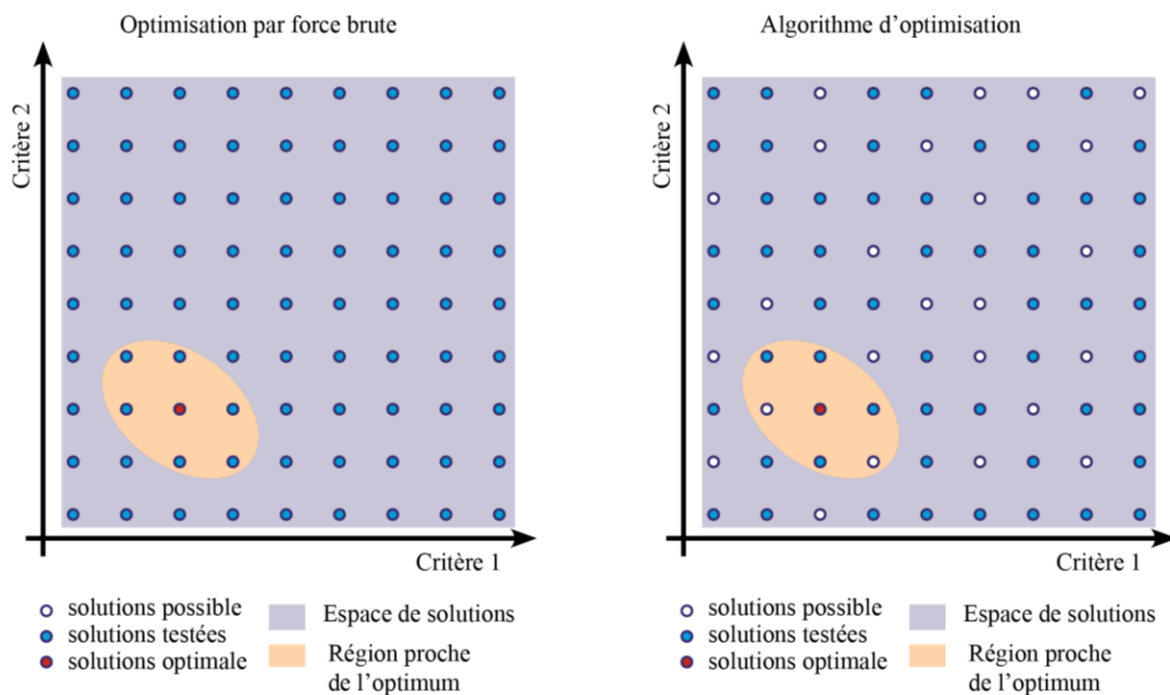 Optimisation par force brute
Critère 2
Critère 1
solutions possible
solutions testées
solutions optimale
Espace de solutions
Région proche
de l'optimum
Algorithme d'optimisation
Critère 2
Critère 1
solutions possible
solutions testées
solutions optimale
Espace de solutions
Région proche
de l'optimum